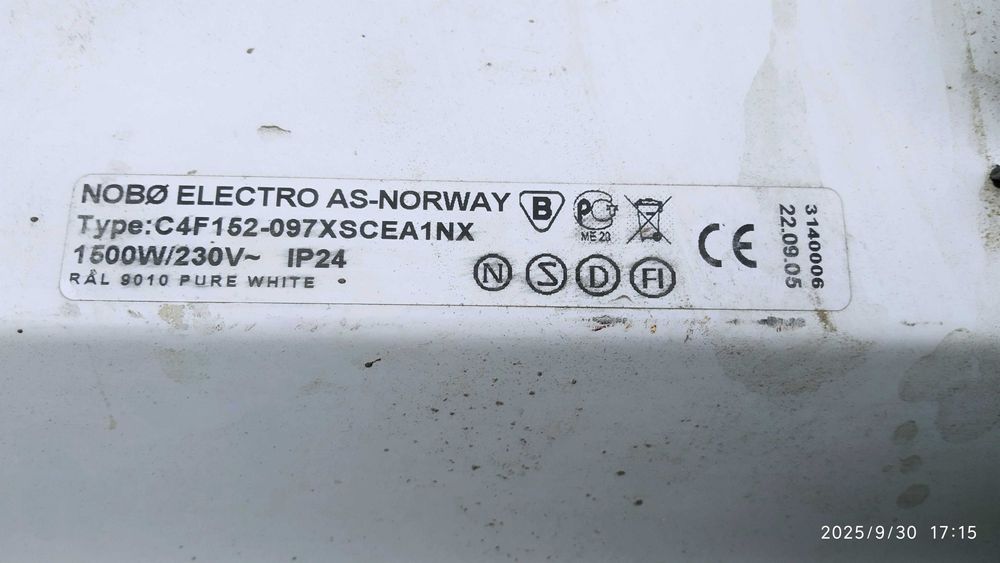 NOBØ ELECTRO AS-NORWAY
Type:C4F152-097XSCEA1NX
1500W/230V~ IP24
RAL 9010 PURE WHITE
B
РСТ
ME 20
N S D FI
CE
3140006
22.09.05
2025/9/30 17:15